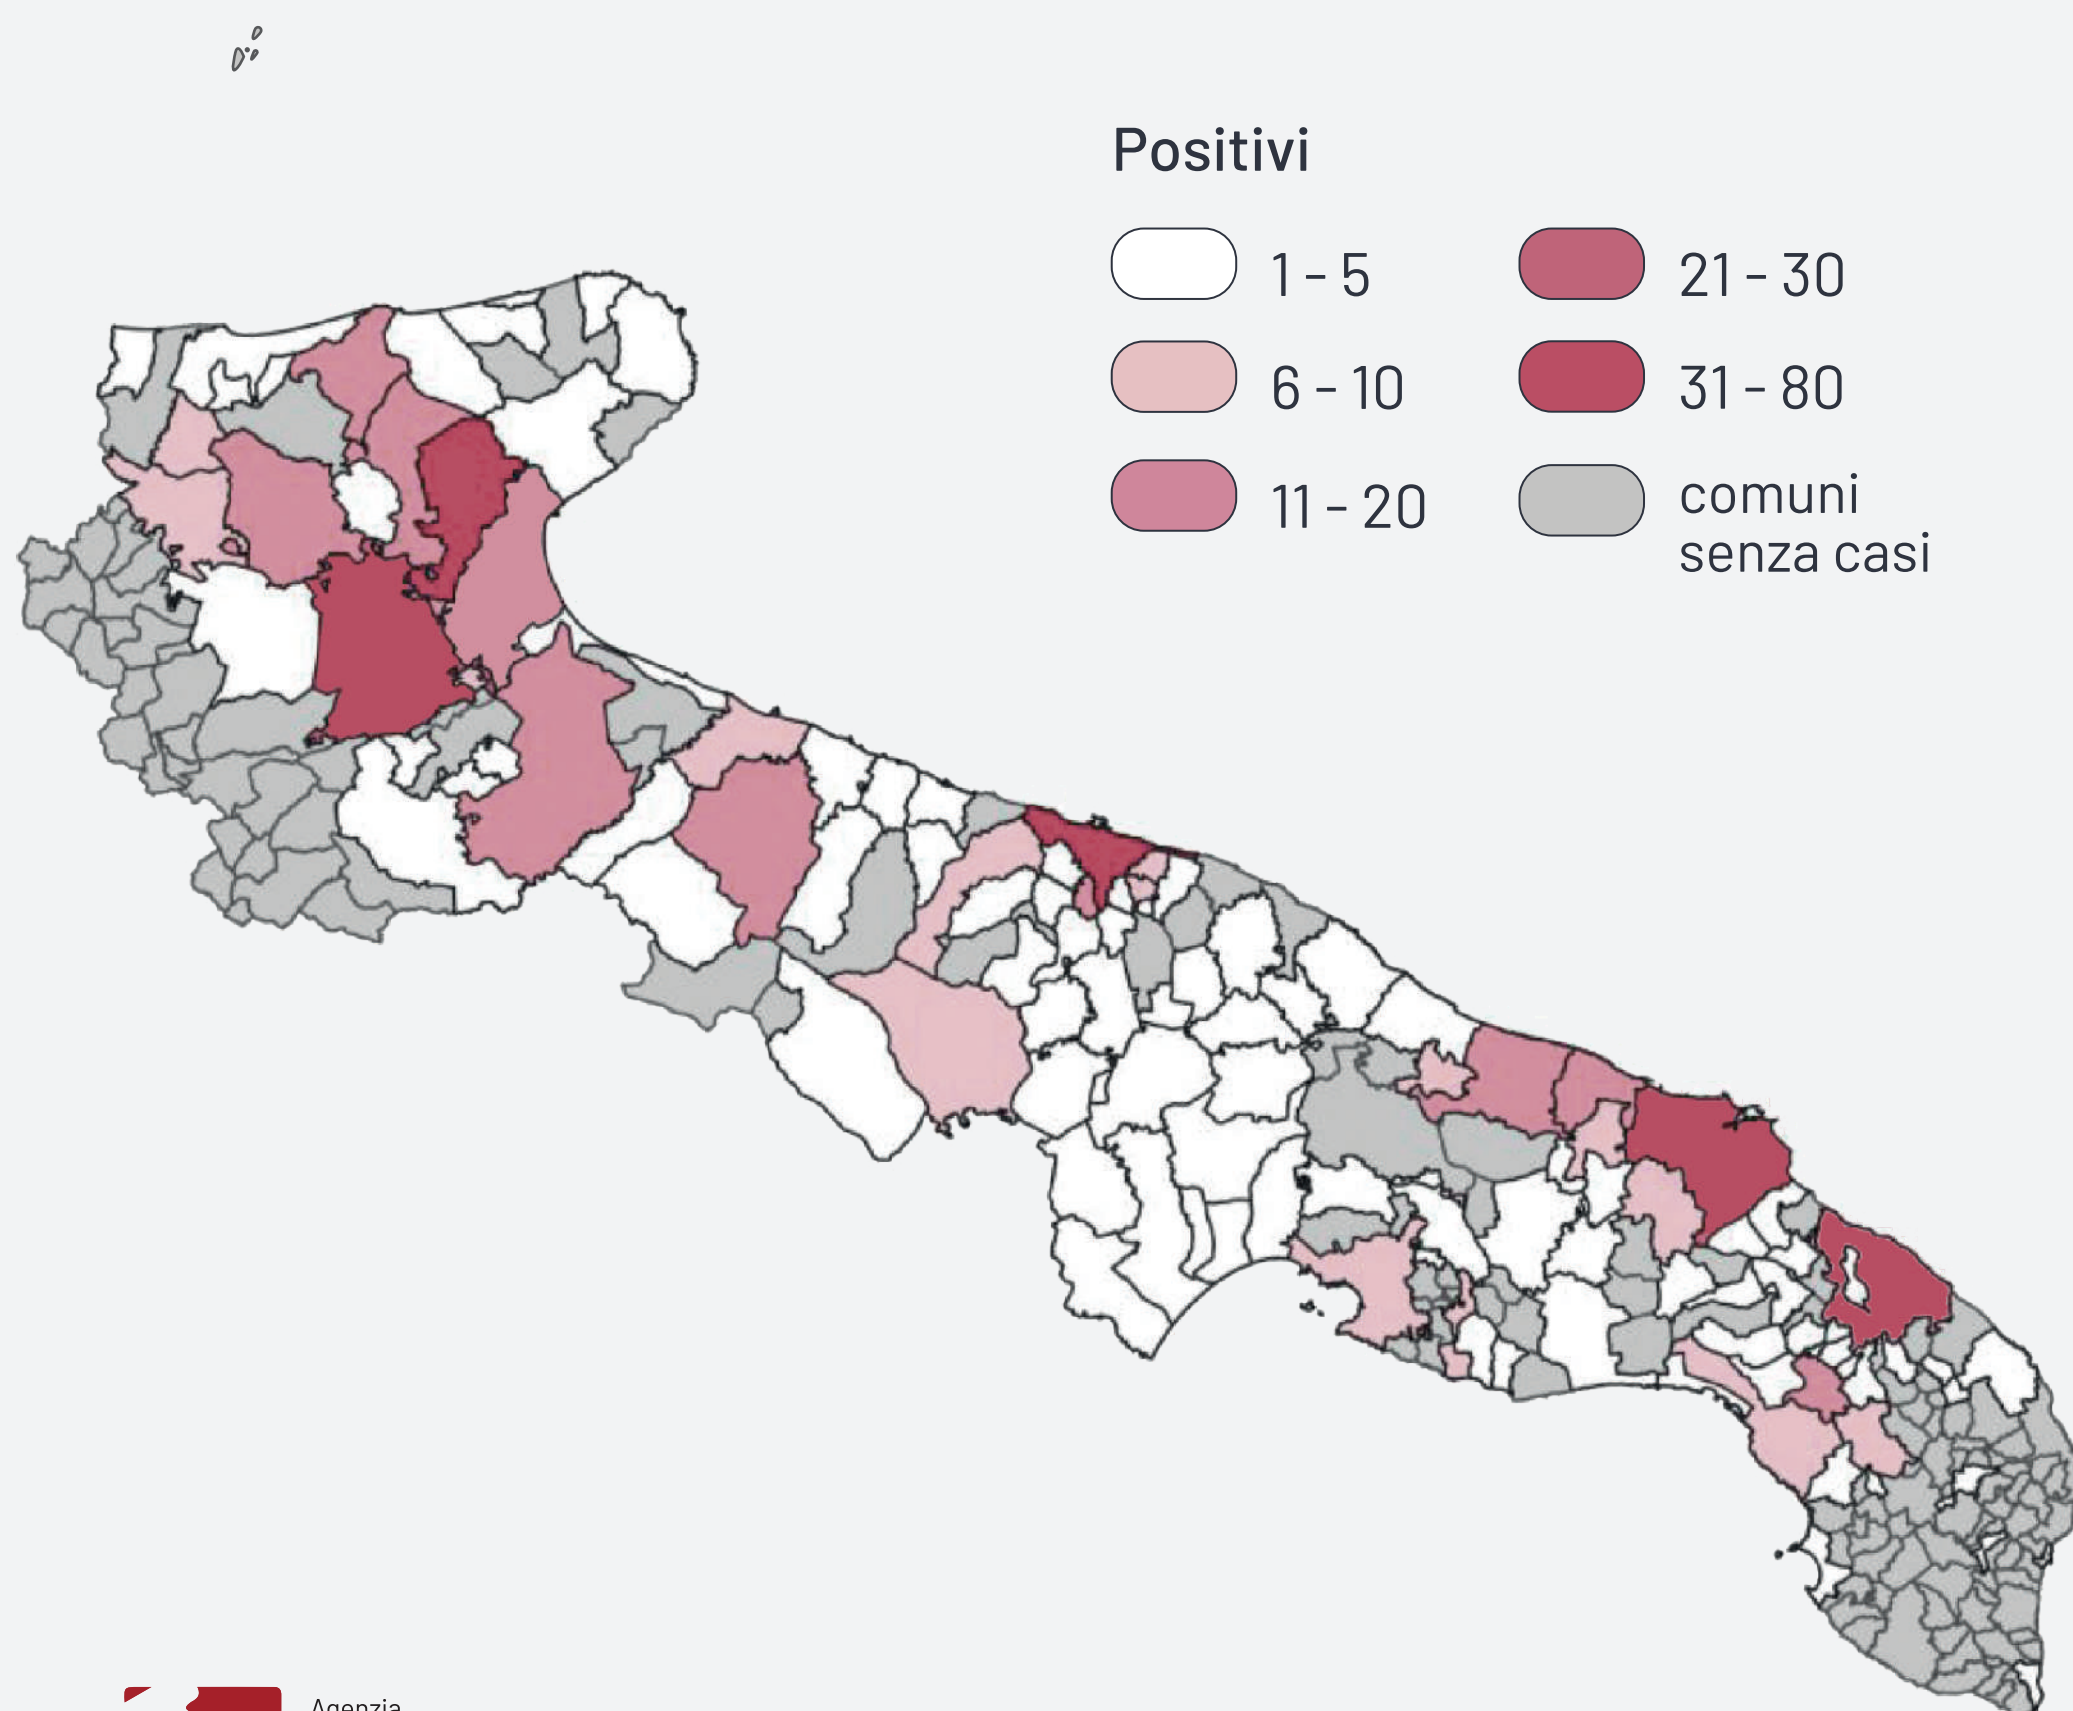 Positivi
1 - 5
21 - 30
6 - 10
31 - 80
11 - 20
comuni
senza casi
Agenzia